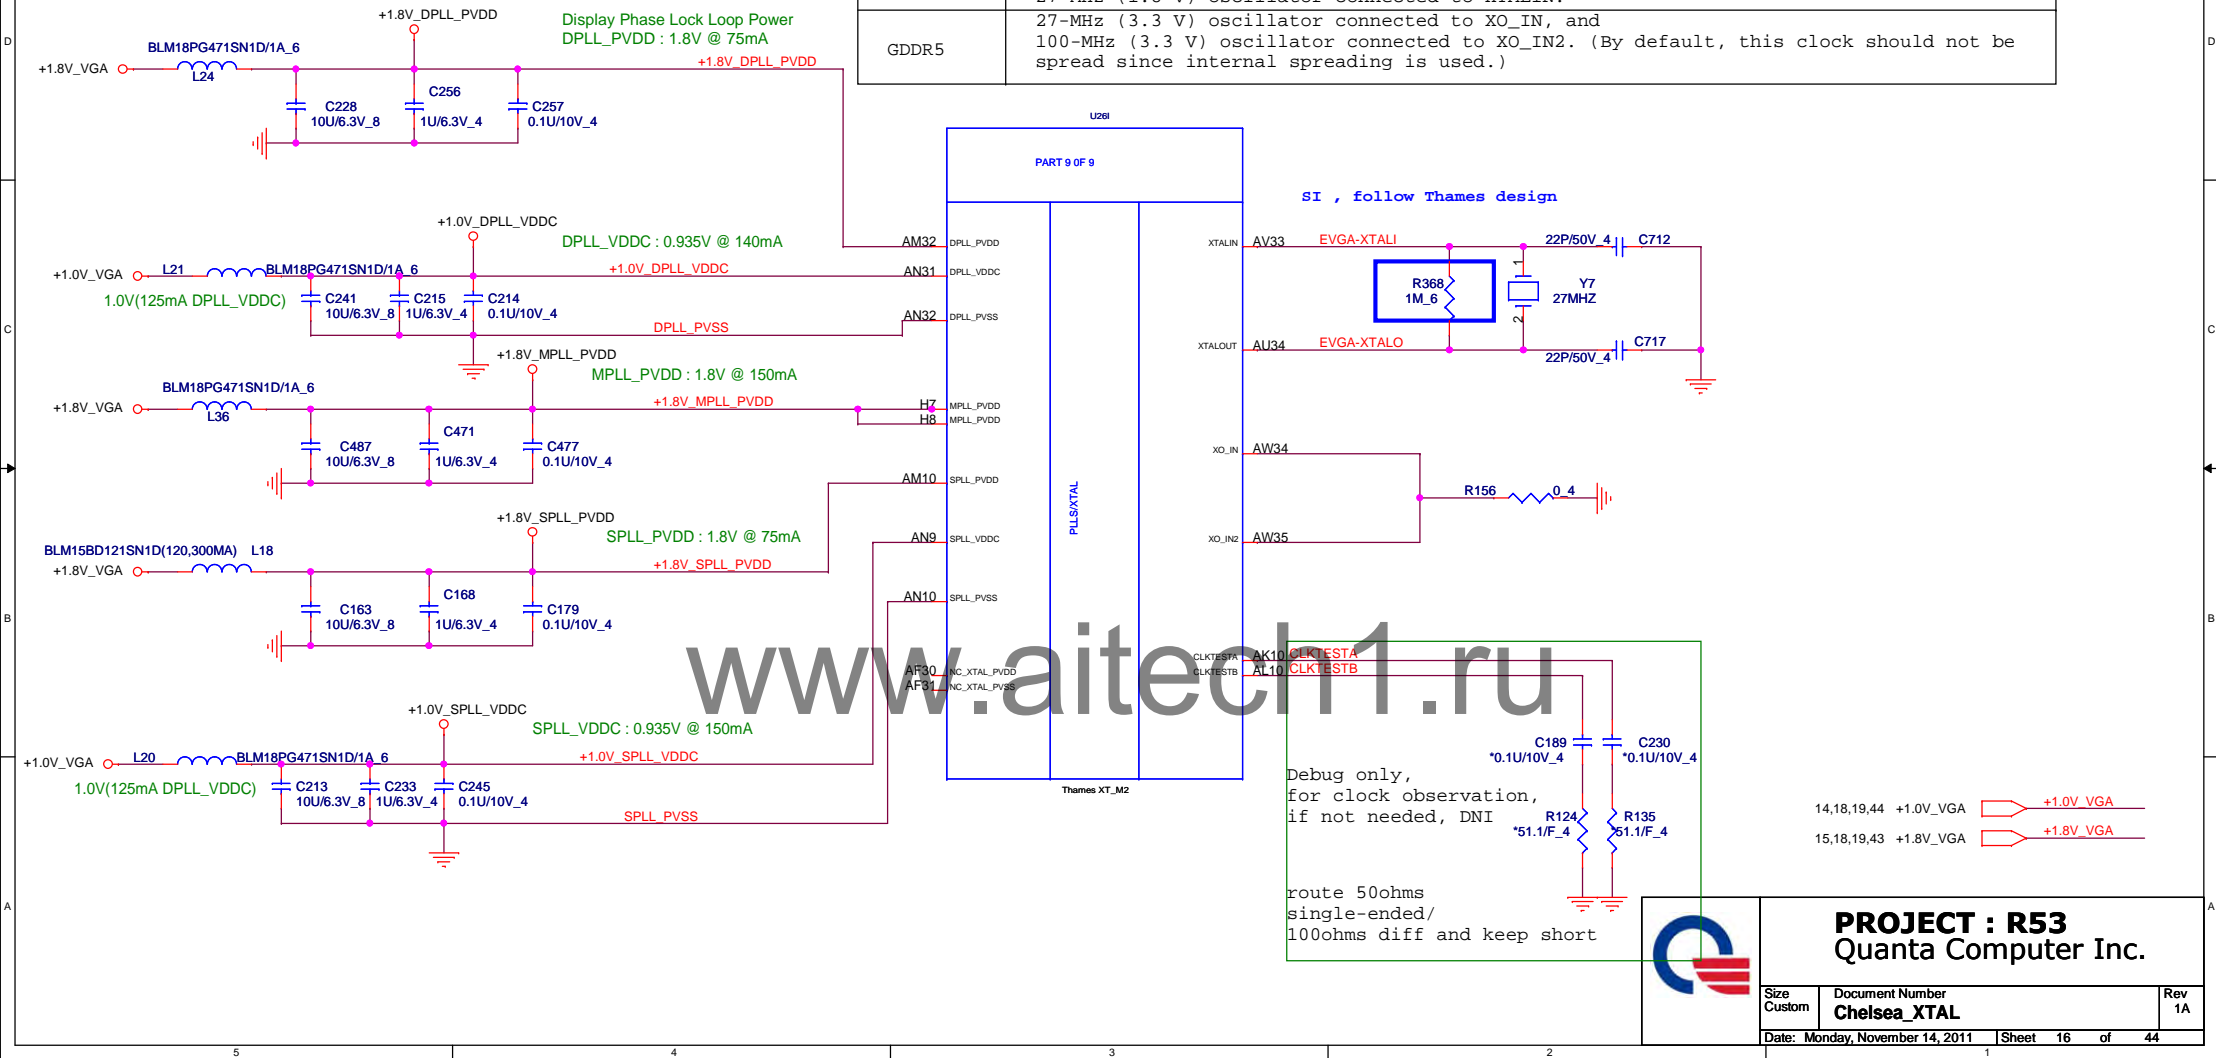 +1.8V_DPLL_PVDD
Display Phase Lock Loop Power
DPLL_PVDD : 1.8V @ 75mA
BLM18PG471SN1D/1A_6
+1.8V_VGA
L24
+1.8V_DPLL_PVDD
C228
10U/6.3V_8
C256
1U/6.3V_4
C257
0.1U/10V_4
GDDR5
27-MHz (3.3 V) oscillator connected to XO_IN, and
100-MHz (3.3 V) oscillator connected to XO_IN2. (By default, this clock should not be
spread since internal spreading is used.)
U26I
PART 9 0F 9
PLLS/XTAL
Thames XT_M2
+1.0V_DPLL_VDDC
DPLL_VDDC : 0.935V @ 140mA
+1.0V_VGA
L21
BLM18PG471SN1D/1A_6
+1.0V_DPLL_VDDC
1.0V(125mA DPLL_VDDC)
C241
10U/6.3V_8
C215
1U/6.3V_4
C214
0.1U/10V_4
DPLL_PVSS
+1.8V_MPLL_PVDD
MPLL_PVDD : 1.8V @ 150mA
BLM18PG471SN1D/1A_6
+1.8V_VGA
L36
+1.8V_MPLL_PVDD
C487
10U/6.3V_8
C471
1U/6.3V_4
C477
0.1U/10V_4
+1.8V_SPLL_PVDD
SPLL_PVDD : 1.8V @ 75mA
BLM15BD121SN1D(120,300MA)
L18
+1.8V_VGA
+1.8V_SPLL_PVDD
C163
10U/6.3V_8
C168
1U/6.3V_4
C179
0.1U/10V_4
+1.0V_SPLL_VDDC
SPLL_VDDC : 0.935V @ 150mA
+1.0V_VGA
L20
BLM18PG471SN1D/1A_6
+1.0V_SPLL_VDDC
1.0V(125mA DPLL_VDDC)
C213
10U/6.3V_8
C233
1U/6.3V_4
C245
0.1U/10V_4
SPLL_PVSS
AM32 DPLL_PVDD
AN31 DPLL_VDDC
AN32 DPLL_PVSS
H7 MPLL_PVDD
H8 MPLL_PVDD
AM10 SPLL_PVDD
AN9 SPLL_VDDC
AN10 SPLL_PVSS
AF30 NC_XTAL_PVDD
AF31 NC_XTAL_PVSS
SI , follow Thames design
XTALIN AV33 EVGA-XTALI
XTALOUT AU34 EVGA-XTALO
22P/50V_4 C712
R368
1M_6
1
2
Y7
27MHZ
22P/50V_4 C717
XO_IN AW34
R156 0_4
XO_IN2 AW35
CLKTESTA AK10 CLKTESTA
CLKTESTB AL10 CLKTESTB
www.aitech1.ru
C189
*0.1U/10V_4
C230
*0.1U/10V_4
R124
*51.1/F_4
R135
*51.1/F_4
Debug only,
for clock observation,
if not needed, DNI
route 50ohms
single-ended/
100ohms diff and keep short
14,18,19,44 +1.0V_VGA +1.0V_VGA
15,18,19,43 +1.8V_VGA +1.8V_VGA
PROJECT : R53
Quanta Computer Inc.
Size
Custom
Document Number
Chelsea_XTAL
Rev
1A
Date: Monday, November 14, 2011 Sheet 16 of 44
D
C
B
A
D
C
B
A
5 4 3 2 1